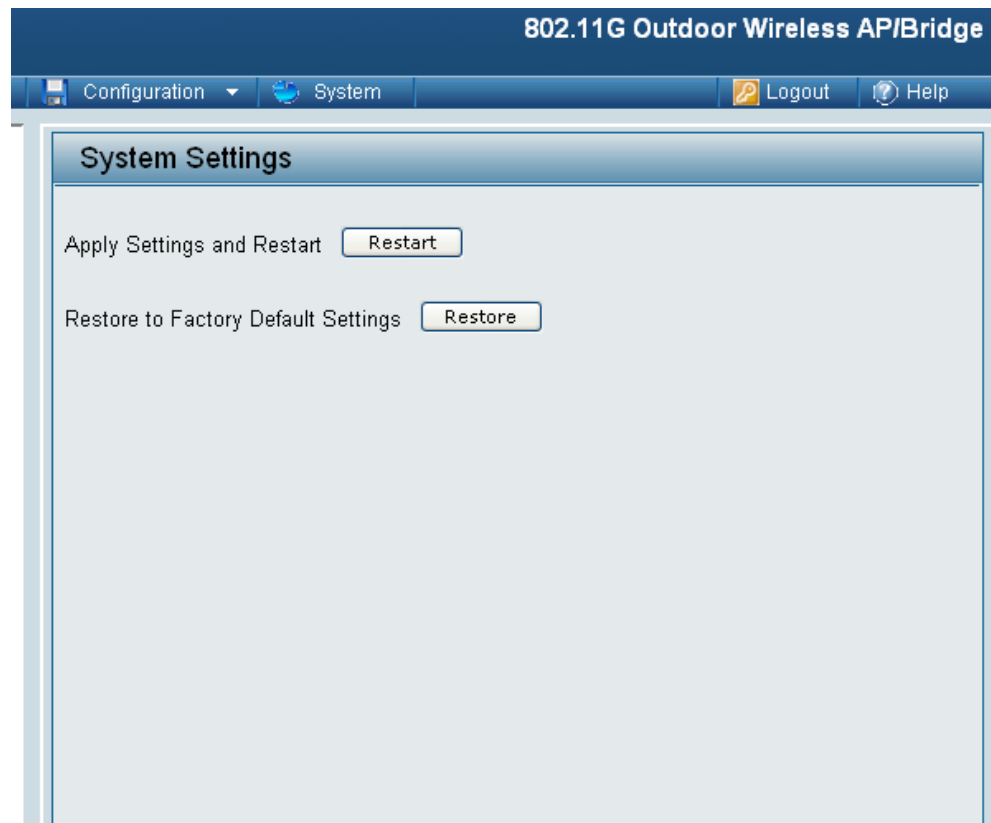 802.11G Outdoor Wireless AP/Bridge
Configuration System Logout Help
System Settings
Apply Settings and Restart Restart
Restore to Factory Default Settings Restore